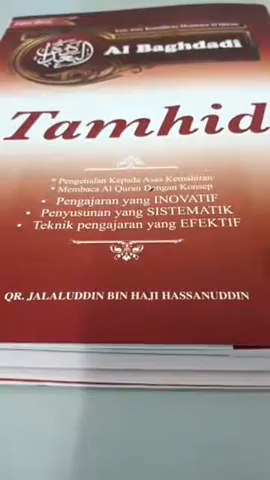 Al Baghdadi
Tamhid
* Pengenalan Kepada Asas Kemahiran
* Membaca Al Quran Dengan Konsep
• Pengajaran yang INOVATIF
• Penyusunan yang SISTEMATIK
• Teknik pengajaran yang EFEKTIF
QR. JALALUDDIN BIN HAJI HASSANUDDIN